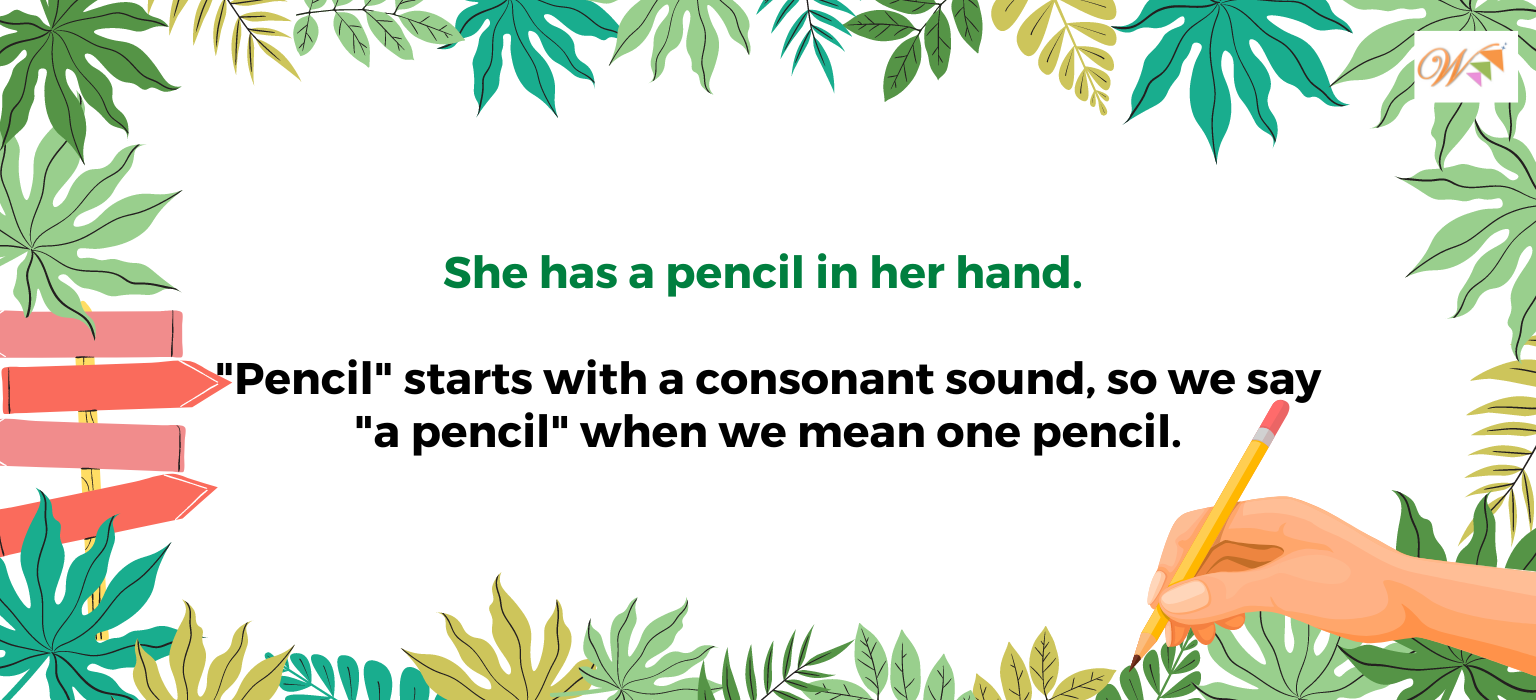 W
She has a pencil in her hand.
"Pencil" starts with a consonant sound, so we say
"a pencil" when we mean one pencil.